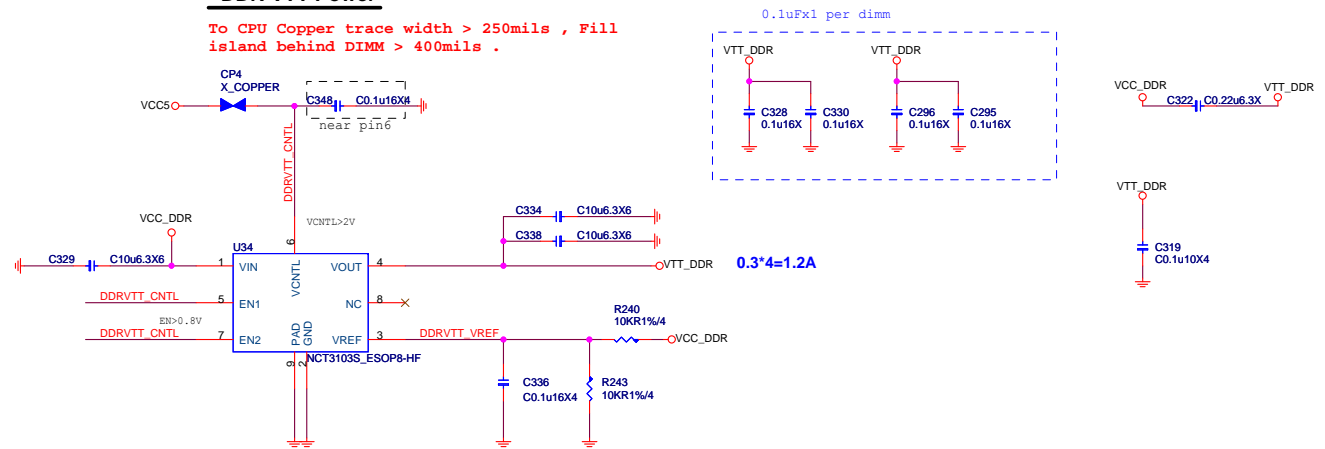 To CPU Copper trace width > 250mils , Fill
island behind DIMM > 400mils .
0.1uFx1 per dimm
CP4
X_COPPER
VCC5
C348
C0.1u16X4
near pin6
DDRVTT_CNTL
VCNTL>2V
VTT_DDR
VTT_DDR
C328
0.1u16X
C330
0.1u16X
C296
0.1u16X
C295
0.1u16X
VCC_DDR
C322
C0.22u6.3X
VTT_DDR
VTT_DDR
C319
C0.1u10X4
VCC_DDR
C329
C10u6.3X6
C334
C10u6.3X6
C338
C10u6.3X6
VTT_DDR
0.3*4=1.2A
U34
6
1
VIN
VCNTL
VOUT
4
DDRVTT_CNTL
5
EN1
NC
8
EN>0.8V
DDRVTT_CNTL
7
EN2
PAD
GND
VREF
3
DDRVTT_VREF
9
2
NCT3103S_ESOP8-HF
R240
10KR1%/4
VCC_DDR
C336
C0.1u16X4
R243
10KR1%/4